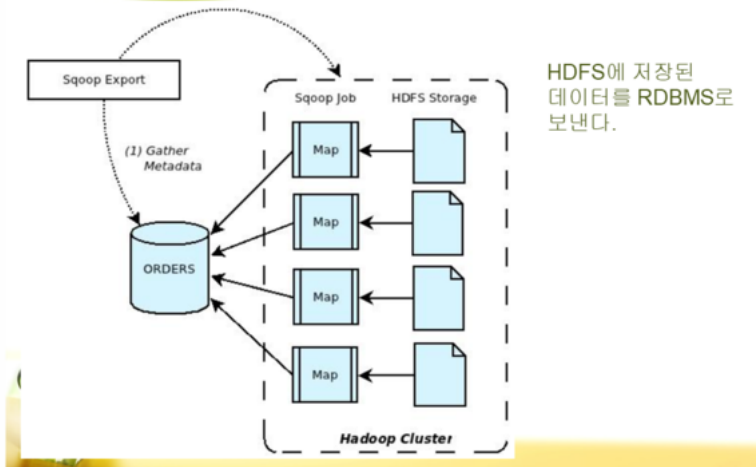 Sqoop Export
(1) Gather
Metadata
ORDERS
Sqoop Job
HDFS Storage
Map
Map
Map
Map
Hadoop Cluster
HDFS에 저장된
데이터를 RDBMS로
보낸다.